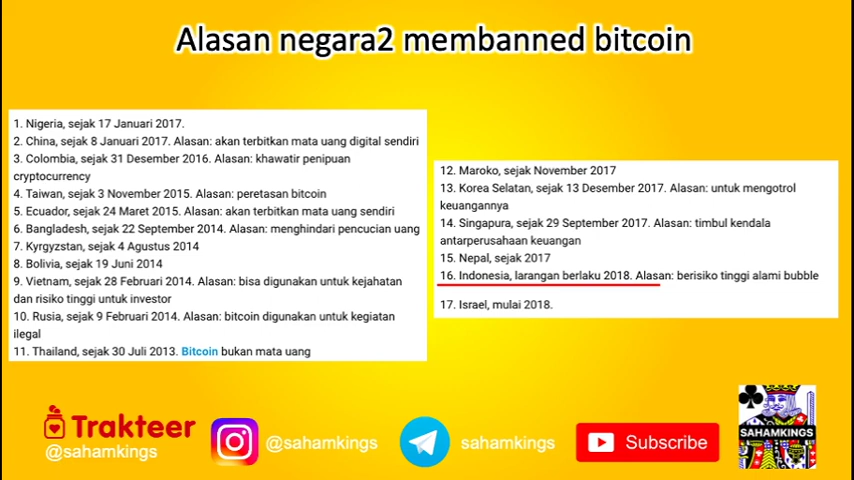 Alasan negara2 membanned bitcoin
1. Nigeria, sejak 17 Januari 2017.
2. China, sejak 8 Januari 2017. Alasan: akan terbitkan mata uang digital sendiri
3. Colombia, sejak 31 Desember 2016. Alasan: khawatir penipuan
cryptocurrency
4. Taiwan, sejak 3 November 2015. Alasan: peretasan bitcoin
5. Ecuador, sejak 24 Maret 2015. Alasan: akan terbitkan mata uang sendiri
6. Bangladesh, sejak 22 September 2014. Alasan: menghindari pencucian uang
7. Kyrgyzstan, sejak 4 Agustus 2014
8. Bolivia, sejak 19 Juni 2014
9. Vietnam, sejak 28 Februari 2014. Alasan: bisa digunakan untuk kejahatan
dan risiko tinggi untuk investor
10. Rusia, sejak 9 Februari 2014. Alasan: bitcoin digunakan untuk kegiatan
ilegal
11. Thailand, sejak 30 Juli 2013. Bitcoin bukan mata uang
12. Maroko, sejak November 2017
13. Korea Selatan, sejak 13 Desember 2017. Alasan: untuk mengotrol
keuangannya
14. Singapura, sejak 29 September 2017. Alasan: timbul kendala
antarperusahaan keuangan
15. Nepal, sejak 2017
16. Indonesia, larangan berlaku 2018. Alasan: berisiko tinggi alami bubble
17. Israel, mulai 2018.
Trakteer
@sahamkings
@sahamkings
sahamkings
Subscribe
SAHAMKINGS